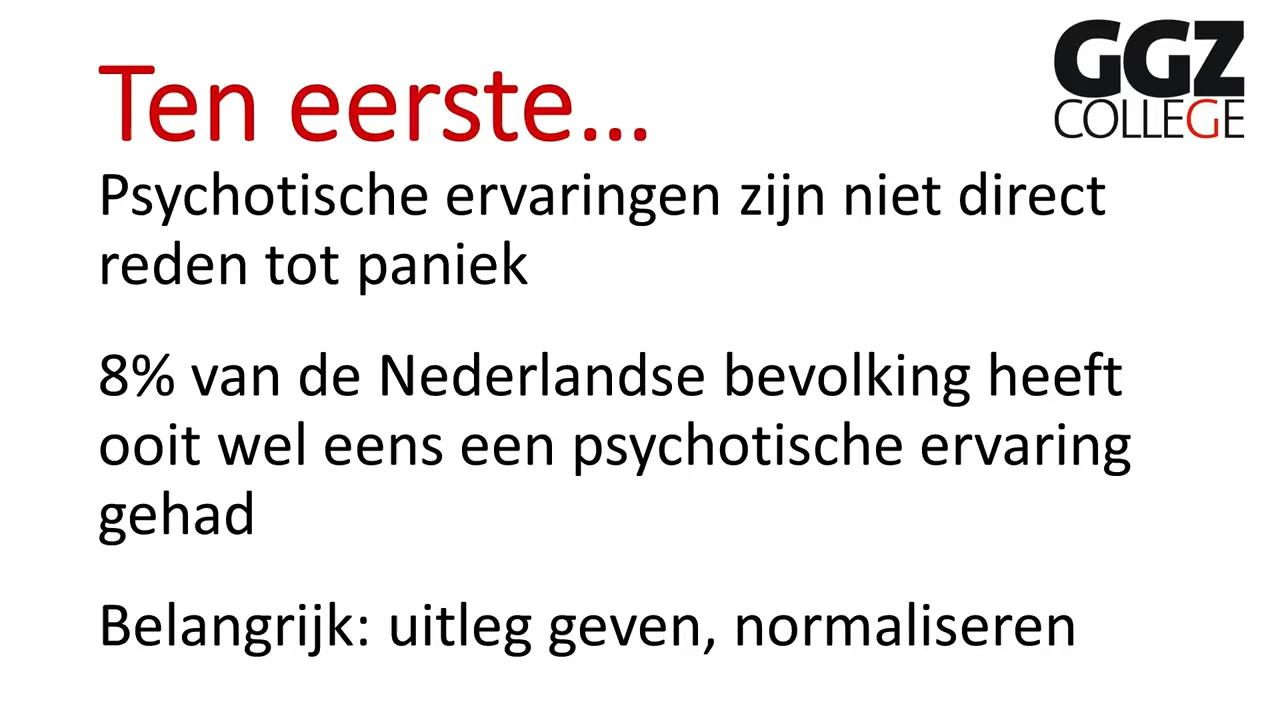 Ten eerste...
GGZ
COLLEGE
Psychotische ervaringen zijn niet direct
reden tot paniek
8% van de Nederlandse bevolking heeft
ooit wel eens een psychotische ervaring
gehad
Belangrijk: uitleg geven, normaliseren